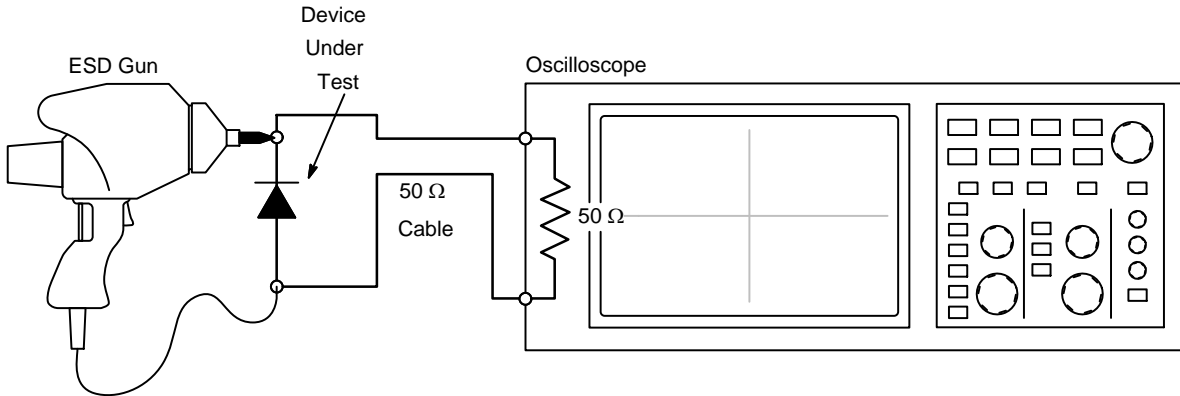 Device
Under
Test
ESD Gun
Oscilloscope
50 Ω
Cable
50 Ω